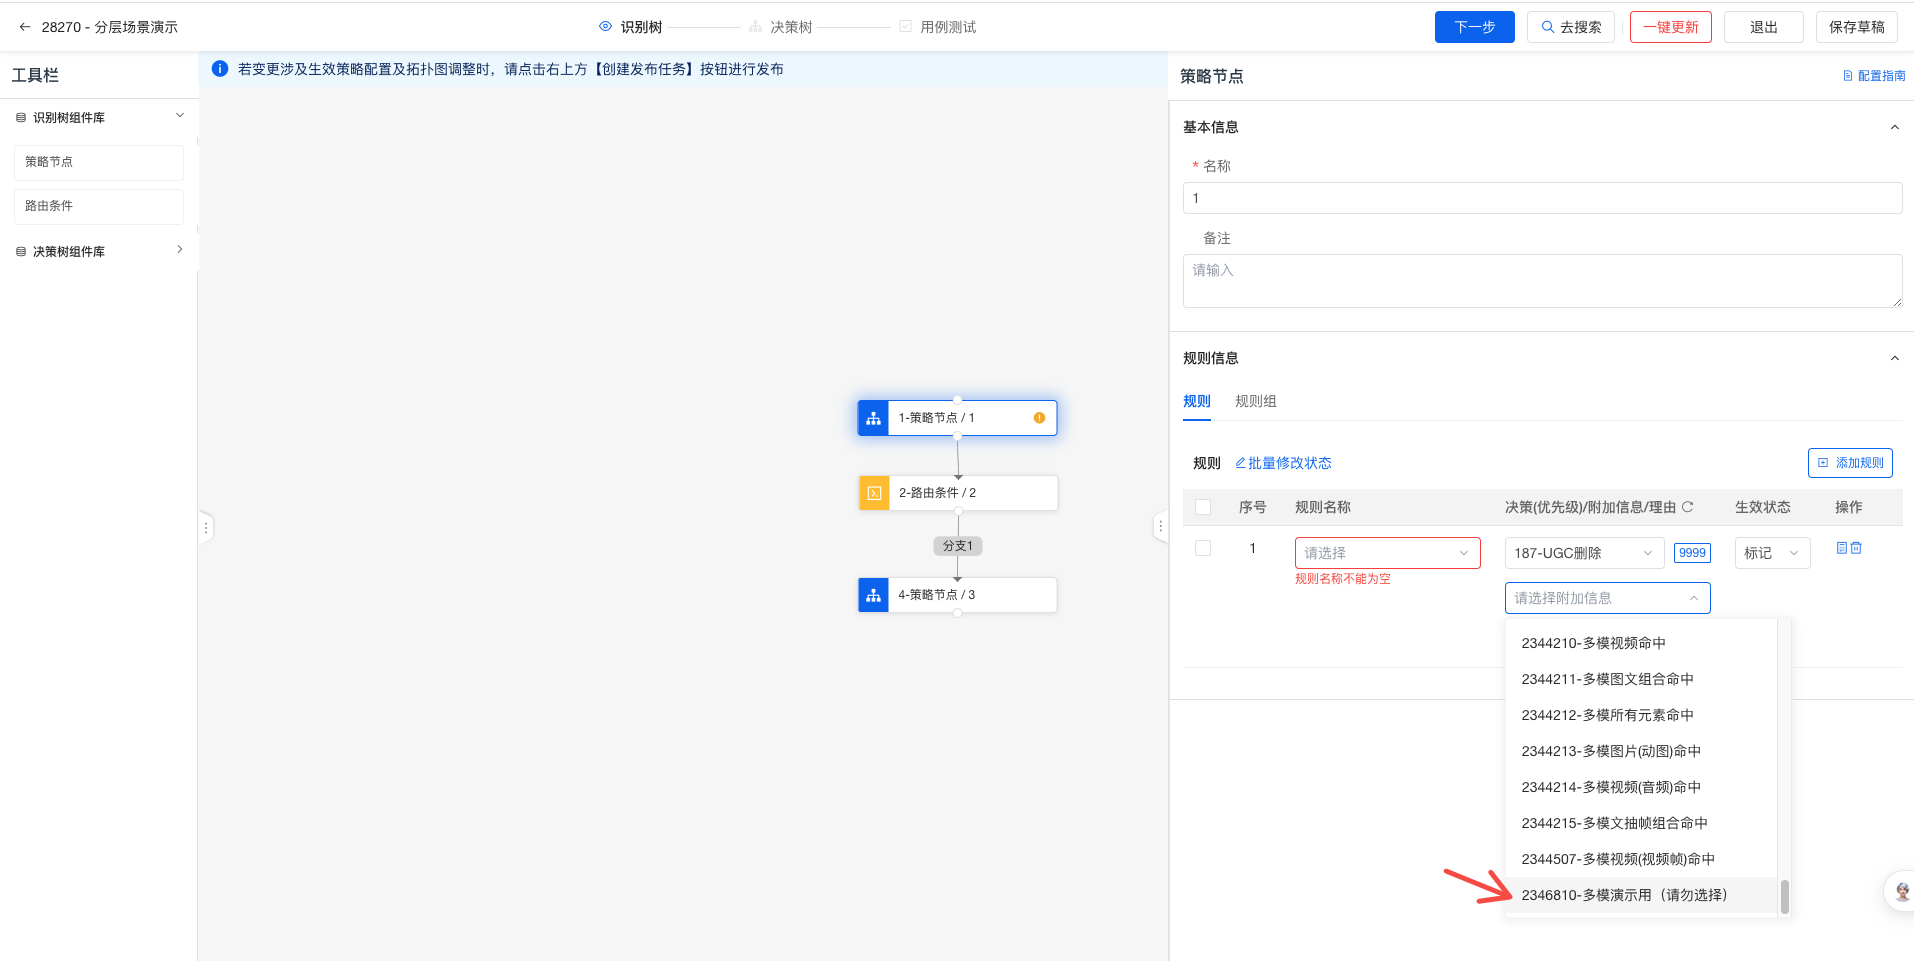 28270 - 分层场景演示
识别树
决策树
用例测试
下一步
去搜索
一键更新
退出
保存草稿
工具栏
识别树组件库
策略节点
路由条件
决策树组件库
若变更涉及生效策略配置及拓扑图调整时，请点击右上方【创建发布任务】按钮进行发布
1-策略节点 / 1
2-路由条件 / 2
分支1
4-策略节点 / 3
策略节点
配置指南
基本信息
* 名称
1
备注
请输入
规则信息
规则
规则组
规则
批量修改状态
添加规则
序号
规则名称
决策(优先级)/附加信息/理由
生效状态
操作
1
请选择
187-UGC删除
9999
标记
规则名称不能为空
请选择附加信息
2344210-多模视频命中
2344211-多模图文组合命中
2344212-多模所有元素命中
2344213-多模图片(动图)命中
2344214-多模视频(音频)命中
2344215-多模文抽帧组合命中
2344507-多模视频(视频帧)命中
2346810-多模演示用（请勿选择）